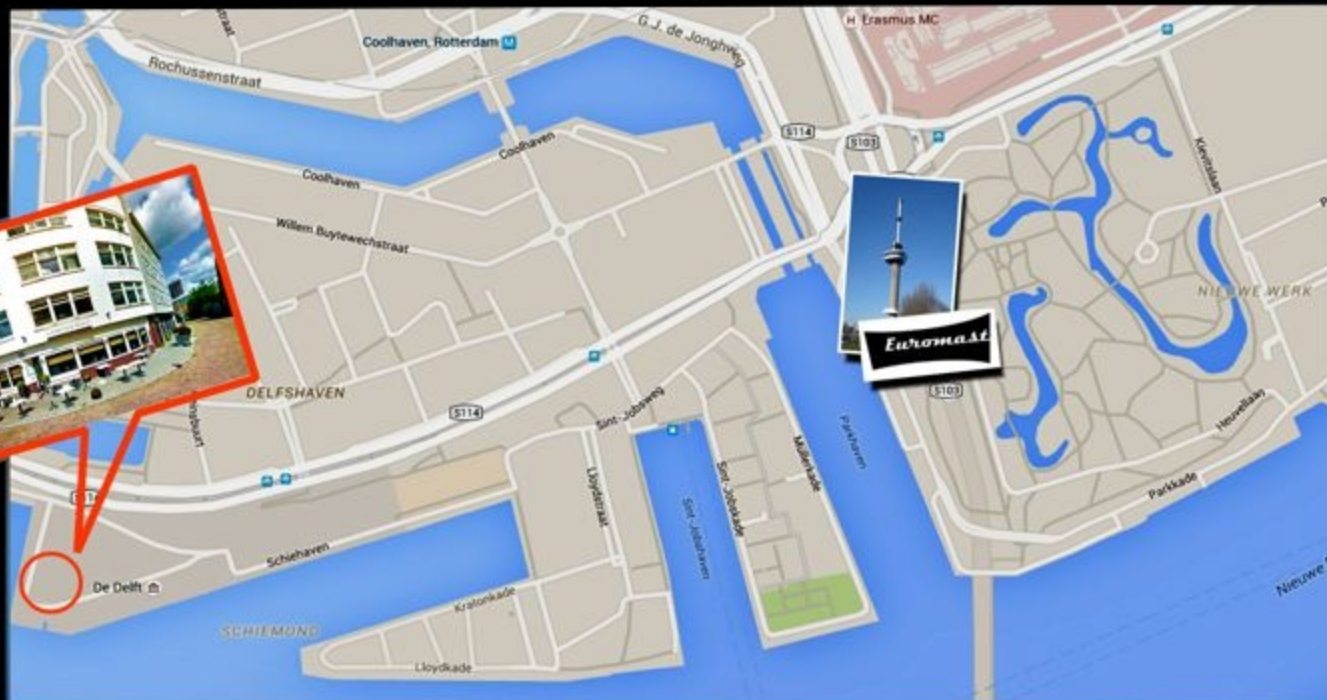 Coolhaven, Rotterdam M
G.J. de Jonghweg
H Erasmus MC
Rochussenstraat
S114
S103
Coolhaven
Coolhaven
Kievitslaan
Willem Buytewechstraat
NIEUWE WERK
Euromast
DELFSHAVEN
S103
S114
Sint-Jobsweg
Heuvellaan
Parkhaven
Müllerkade
Lloydstraat
Sint-Jobskade
Parkkade
Sint-Jobshaven
Schiehaven
De Delft
Kratonkade
Nieuwe
SCHIEMOND
Lloydkade